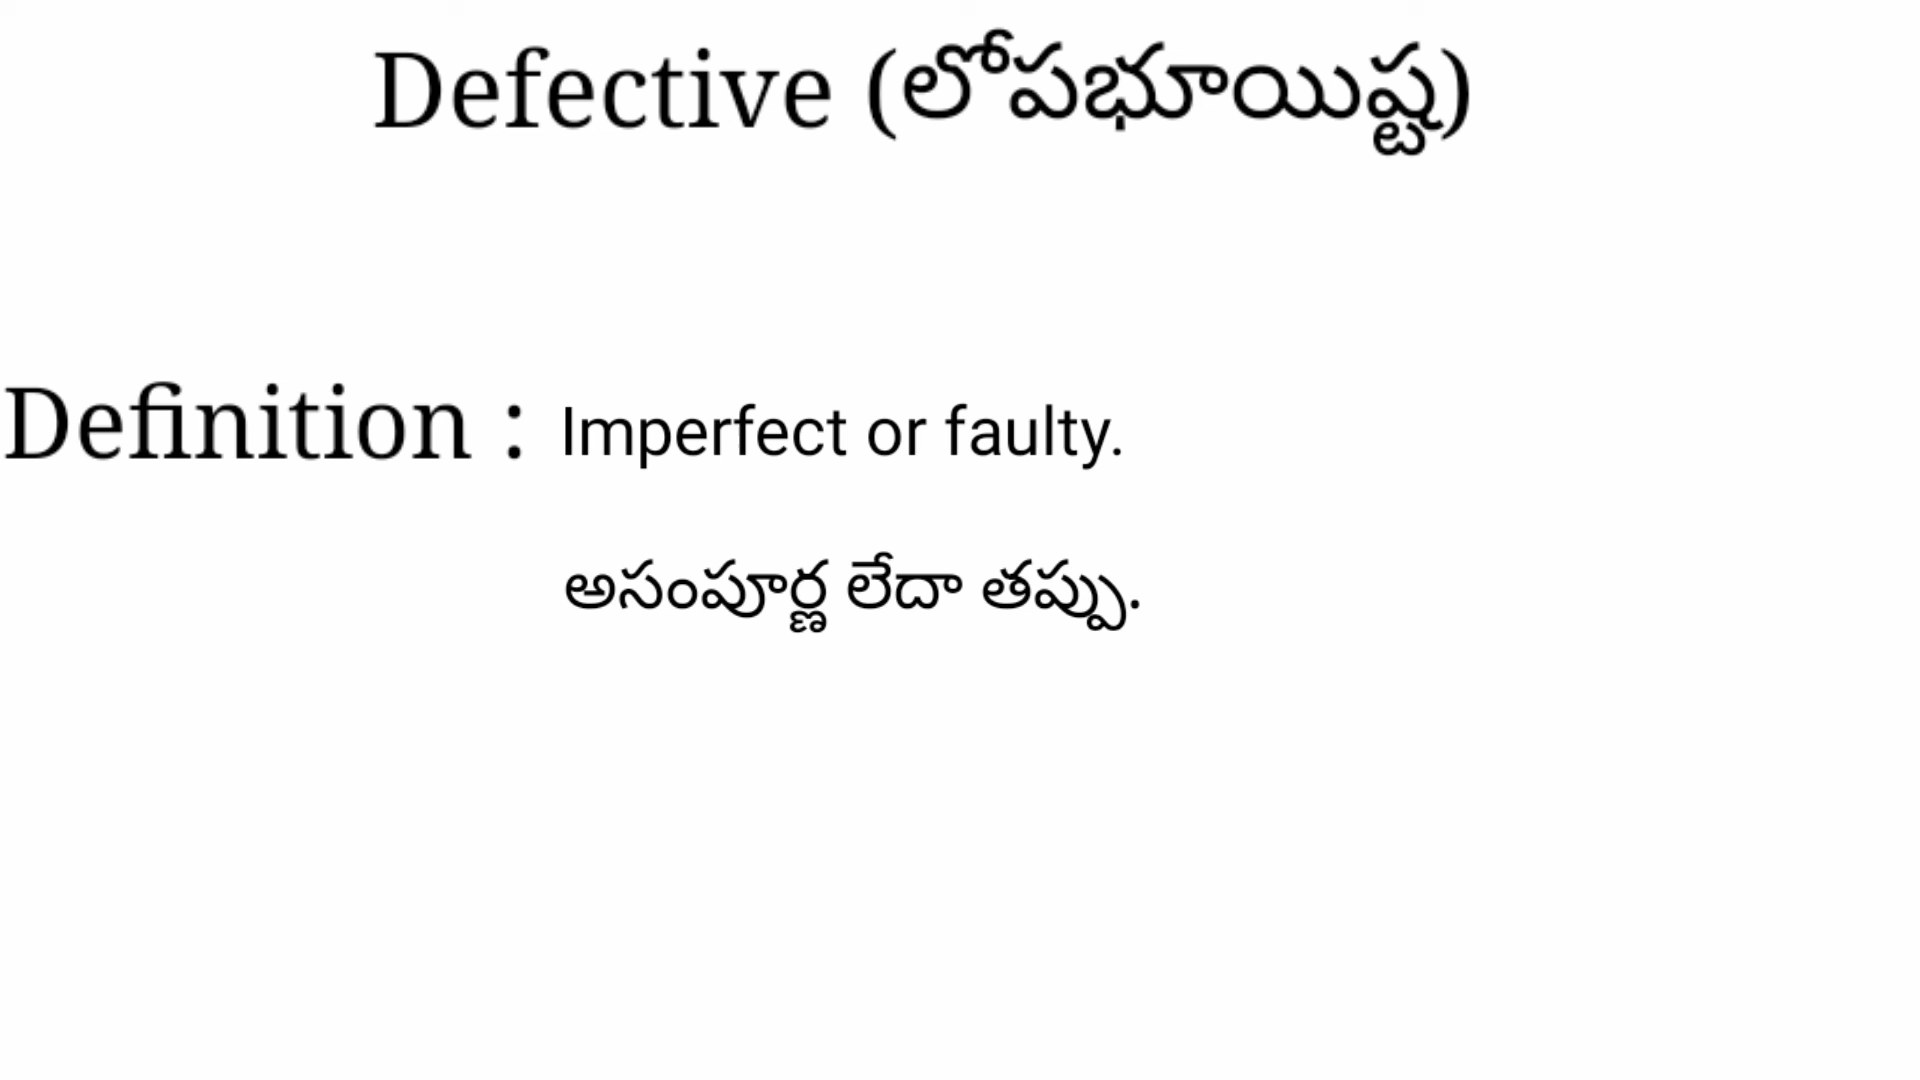 Defective (లోపభూయిష్ట)
Definition : Imperfect or faulty.
అసంపూర్ణ లేదా తప్పు.